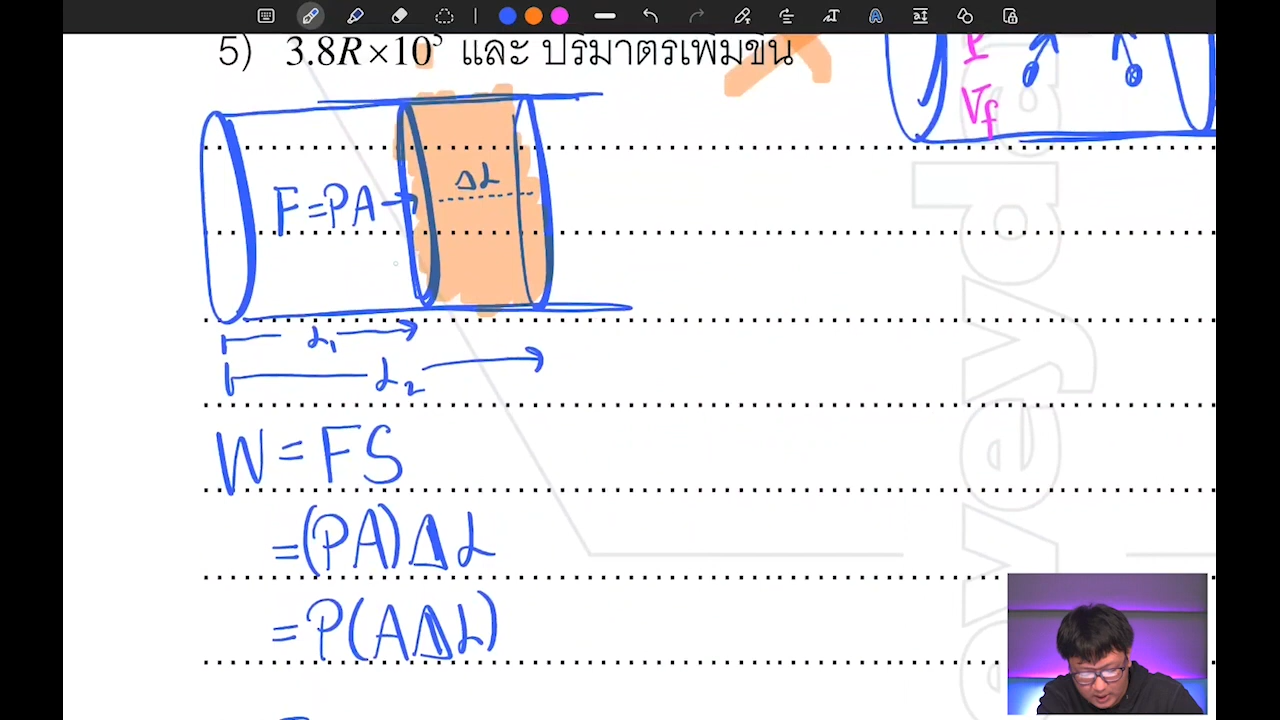 5) 3.8R×10⁵ และ ปริมาตรเพิ่มขึ้น
P
V_f
ΔL
F=PA
L₁
L₂
W = FS
=(PA)ΔL
=P(AΔL)